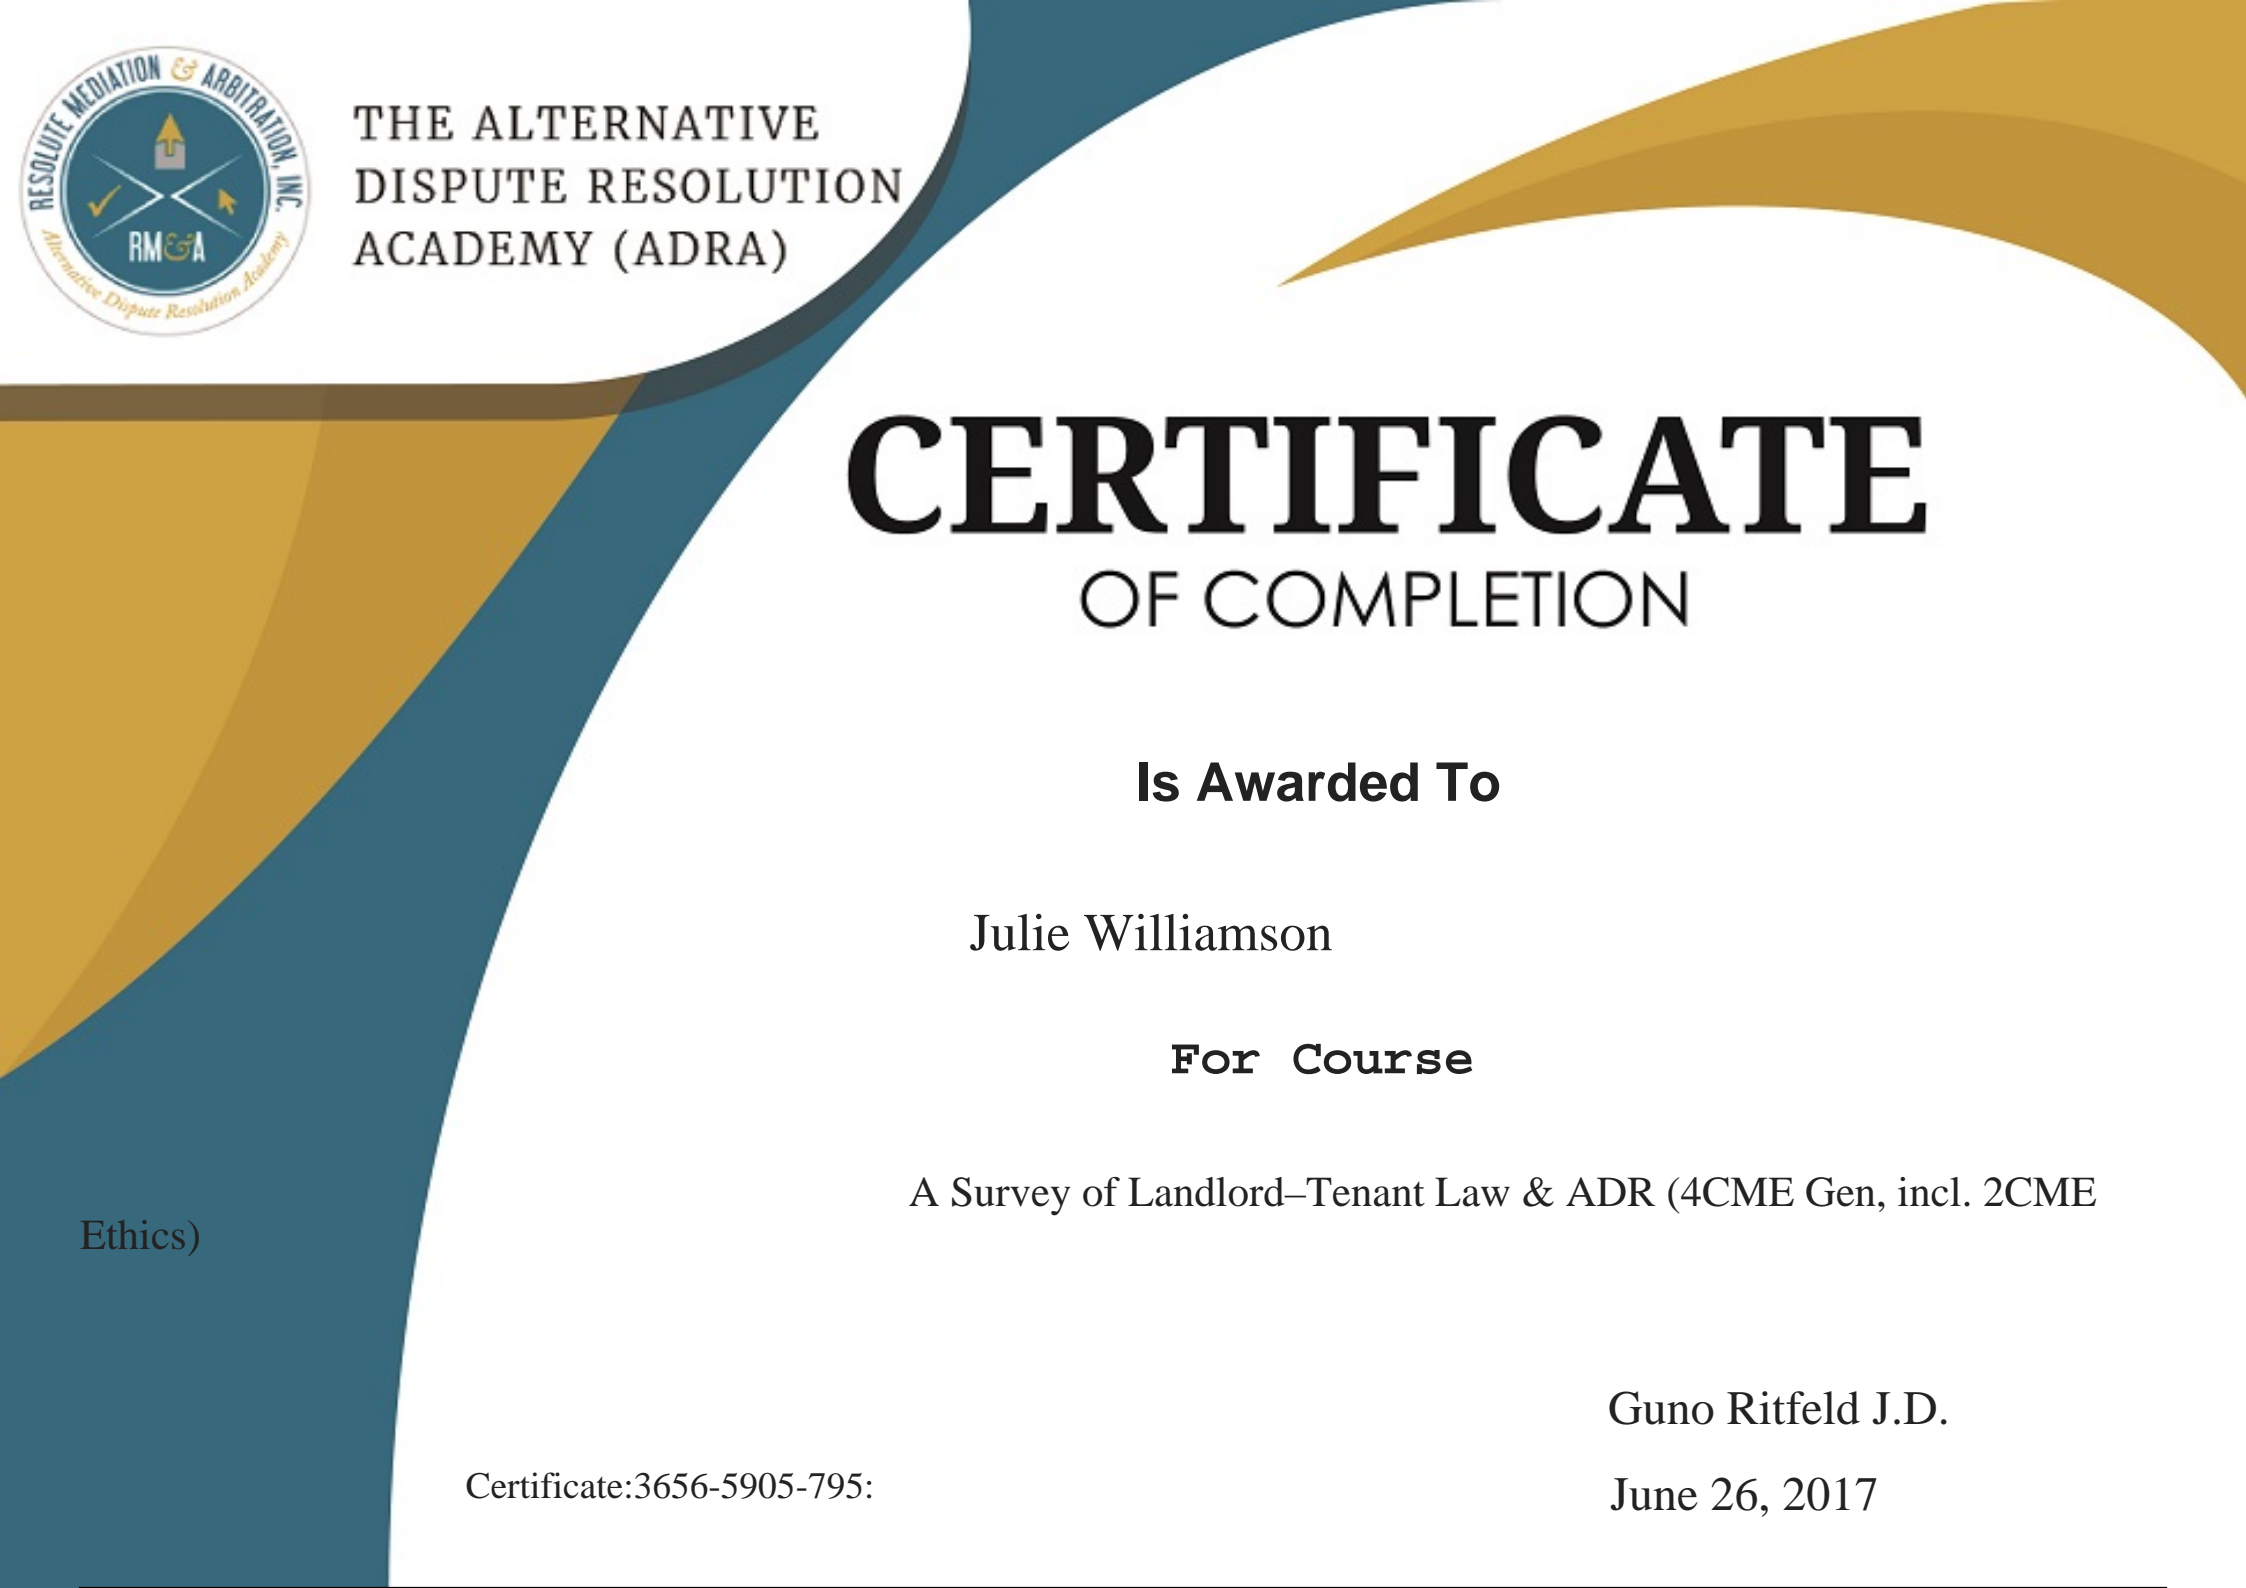 RESOLUTE MEDIATION & ARBITRATION, INC.
RM&A
Alternative Dispute Resolution Academy
THE ALTERNATIVE
DISPUTE RESOLUTION
ACADEMY (ADRA)
CERTIFICATE
OF COMPLETION
Is Awarded To
Julie Williamson
For Course
A Survey of Landlord–Tenant Law & ADR (4CME Gen, incl. 2CME
Ethics)
Guno Ritfeld J.D.
Certificate:3656-5905-795:
June 26, 2017